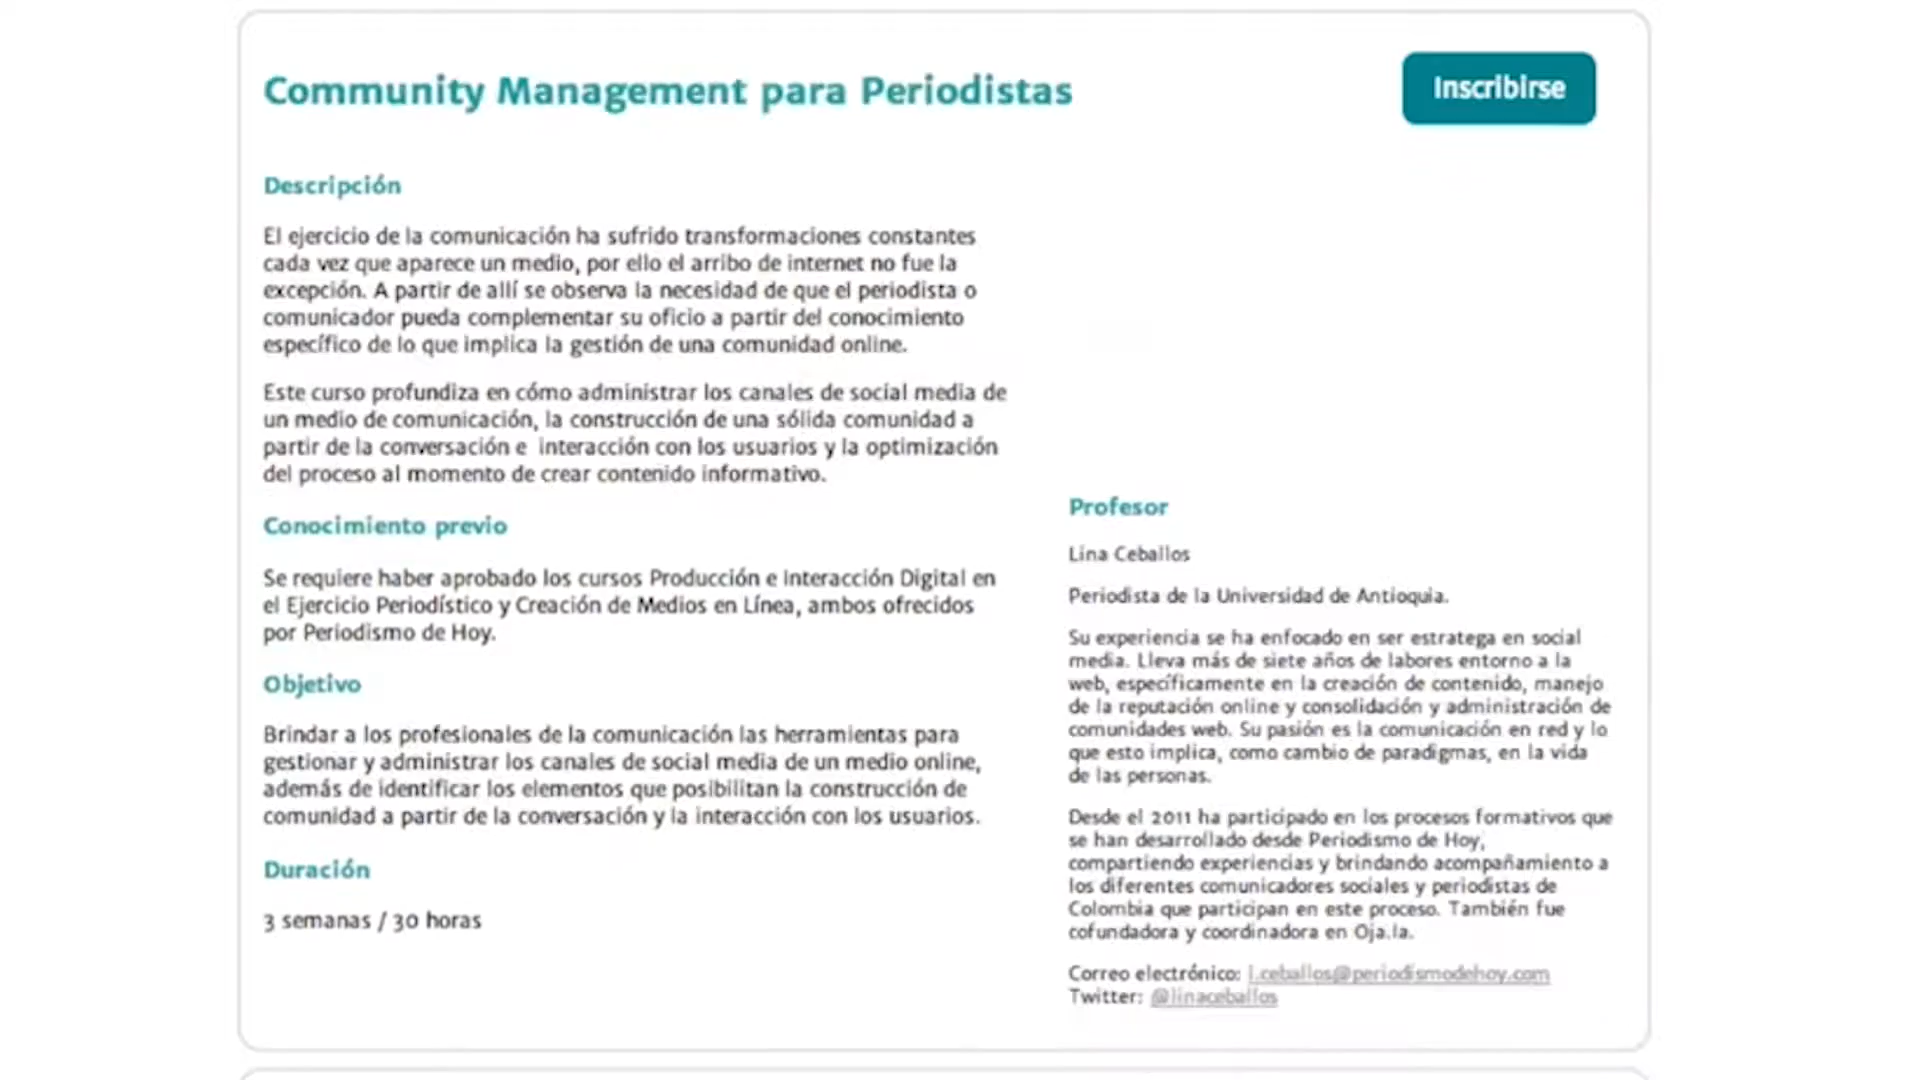 Community Management para Periodistas
Inscribirse
Descripción
El ejercicio de la comunicación ha sufrido transformaciones constantes
cada vez que aparece un medio, por ello el arribo de internet no fue la
excepción. A partir de allí se observa la necesidad de que el periodista o
comunicador pueda complementar su oficio a partir del conocimiento
específico de lo que implica la gestión de una comunidad online.
Este curso profundiza en cómo administrar los canales de social media de
un medio de comunicación, la construcción de una sólida comunidad a
partir de la conversación e interacción con los usuarios y la optimización
del proceso al momento de crear contenido informativo.
Conocimiento previo
Se requiere haber aprobado los cursos Producción e Interacción Digital en
el Ejercicio Periodístico y Creación de Medios en Línea, ambos ofrecidos
por Periodismo de Hoy.
Objetivo
Brindar a los profesionales de la comunicación las herramientas para
gestionar y administrar los canales de social media de un medio online,
además de identificar los elementos que posibilitan la construcción de
comunidad a partir de la conversación y la interacción con los usuarios.
Duración
3 semanas / 30 horas
Profesor
Lina Ceballos
Periodista de la Universidad de Antioquia.
Su experiencia se ha enfocado en ser estratega en social
media. Lleva más de siete años de labores entorno a la
web, específicamente en la creación de contenido, manejo
de la reputación online y consolidación y administración de
comunidades web. Su pasión es la comunicación en red y lo
que esto implica, como cambio de paradigmas, en la vida
de las personas.
Desde el 2011 ha participado en los procesos formativos que
se han desarrollado desde Periodismo de Hoy,
compartiendo experiencias y brindando acompañamiento a
los diferentes comunicadores sociales y periodistas de
Colombia que participan en este proceso. También fue
cofundadora y coordinadora en Oja.la.
Correo electrónico: l.ceballos@periodismodehoy.com
Twitter: @linaceballos